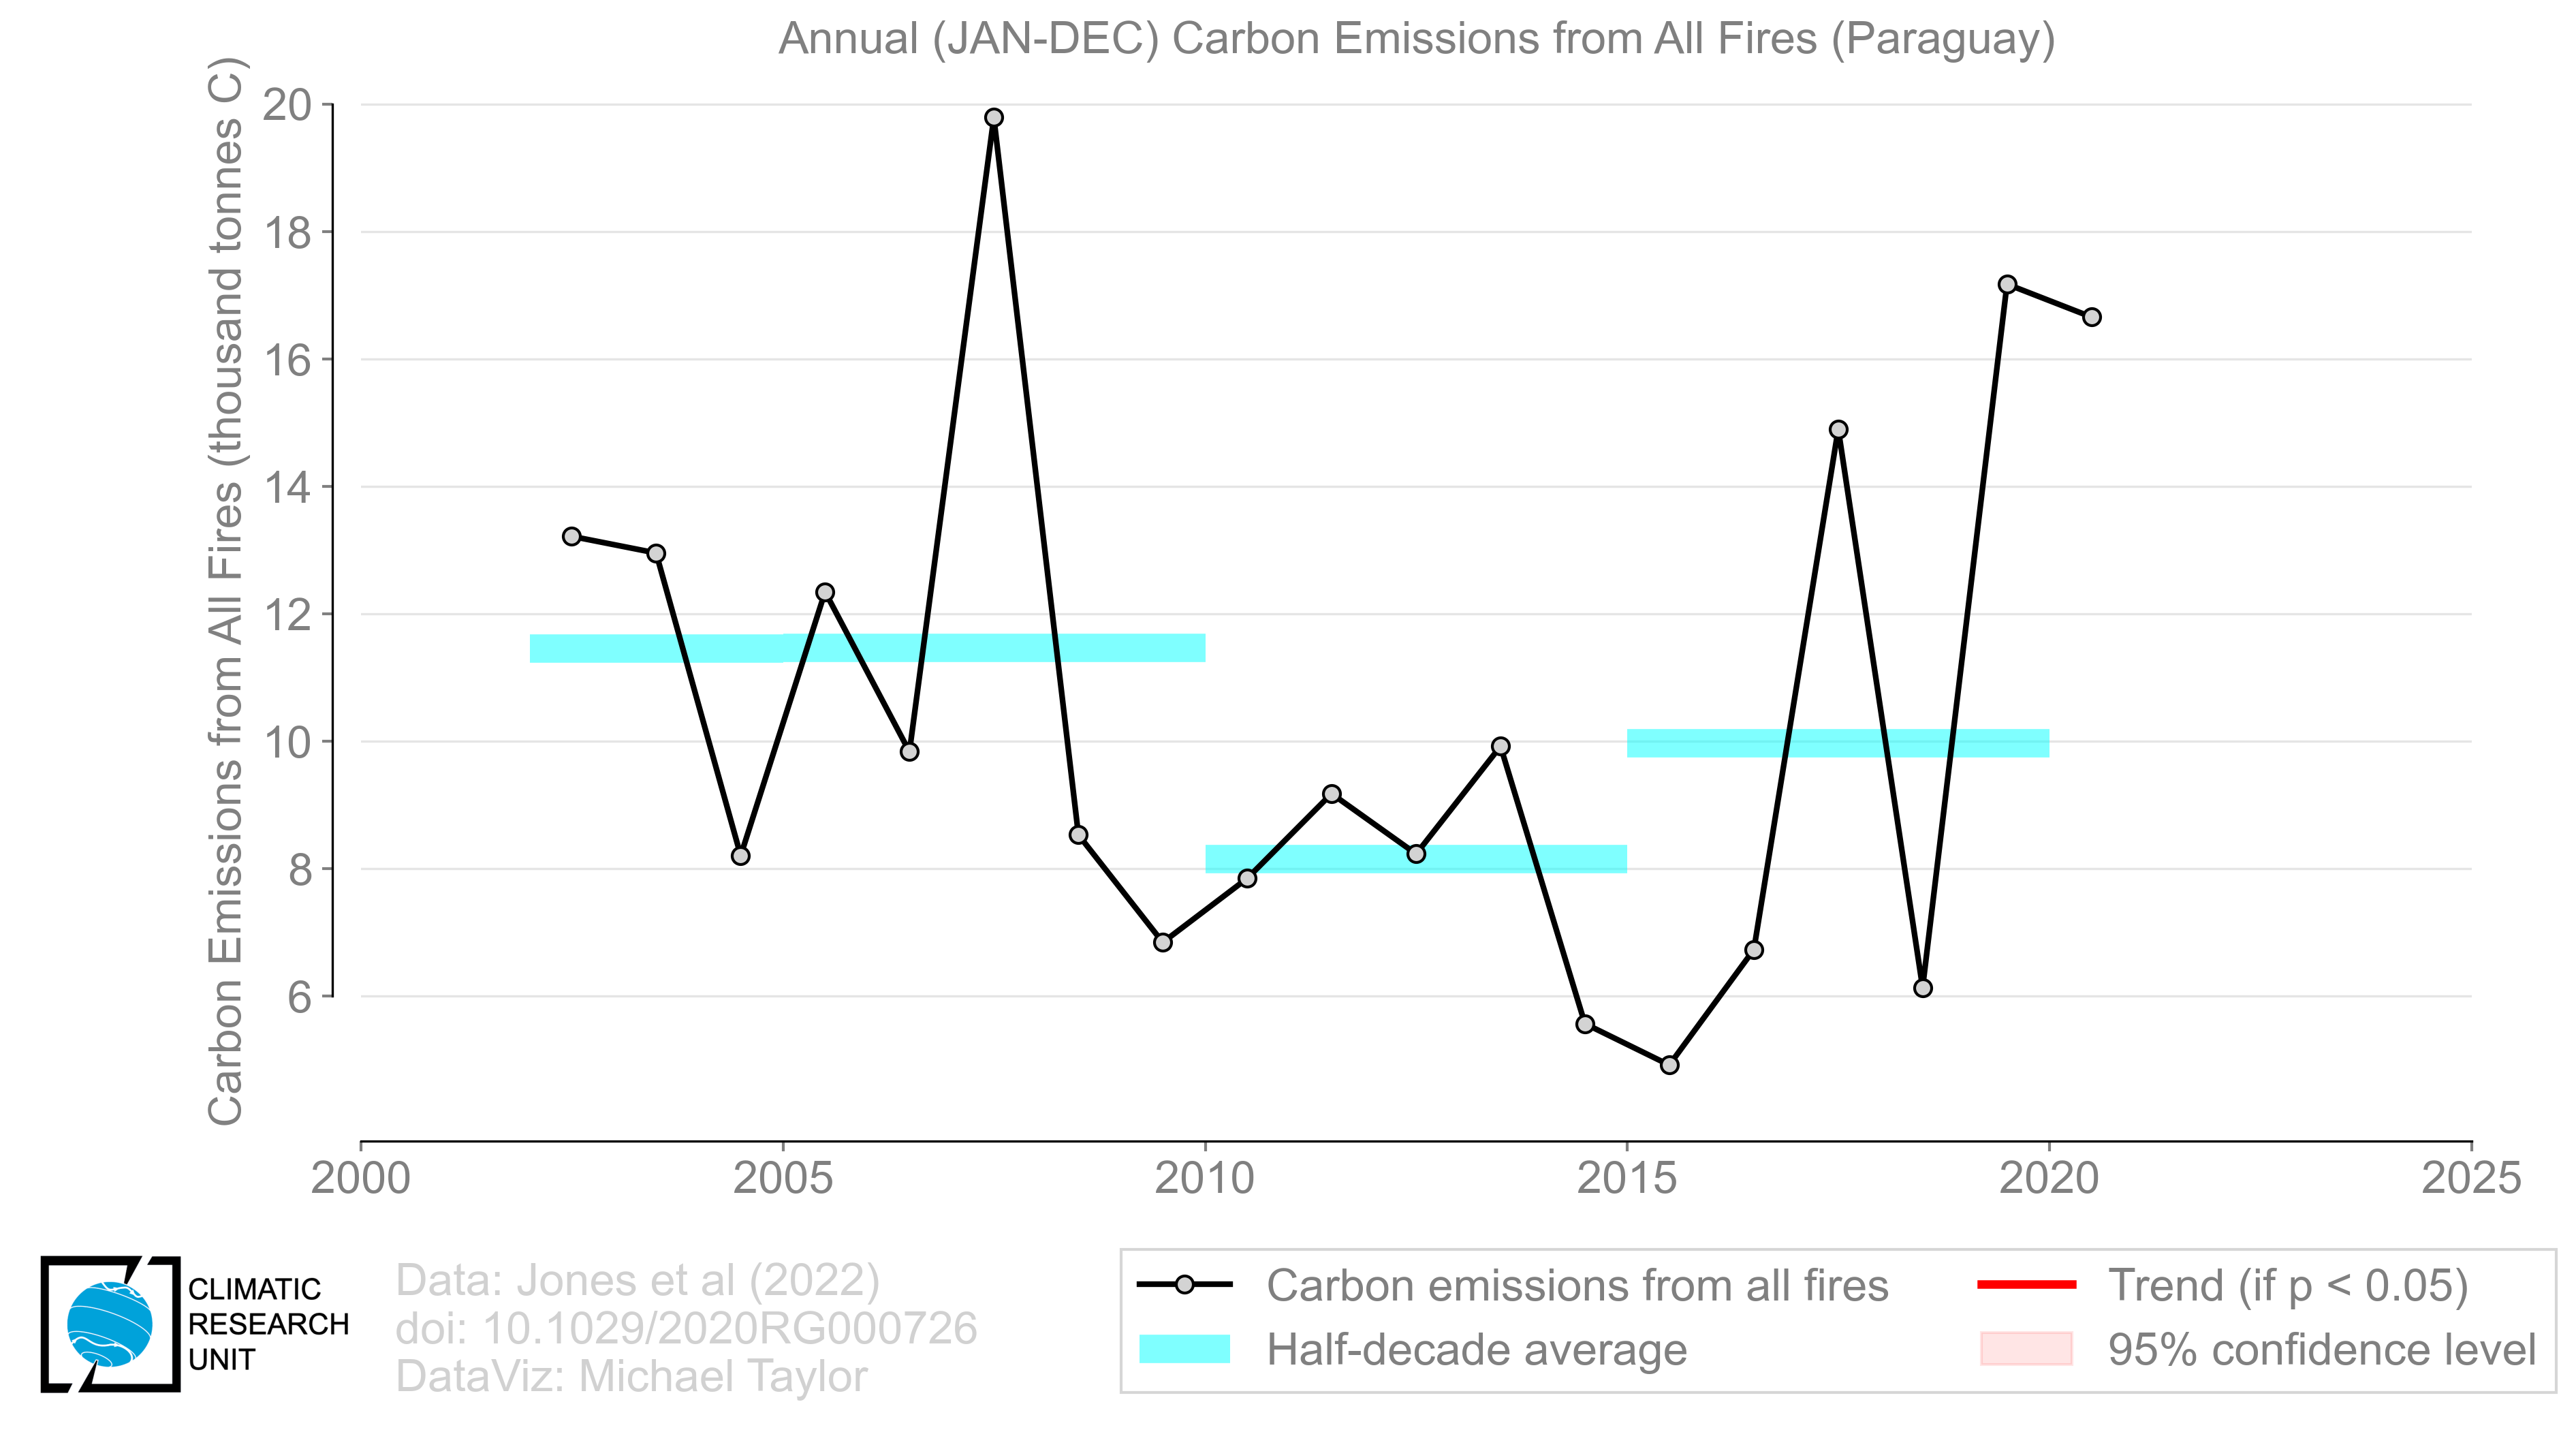 Annual (JAN-DEC) Carbon Emissions from All Fires (Paraguay)
Carbon Emissions from All Fires (thousand tonnes C)
20
18
16
14
12
10
8
6
2000
2005
2010
2015
2020
2025
CLIMATIC
RESEARCH
UNIT
Data: Jones et al (2022)
doi: 10.1029/2020RG000726
DataViz: Michael Taylor
Carbon emissions from all fires
Half-decade average
Trend (if p < 0.05)
95% confidence level